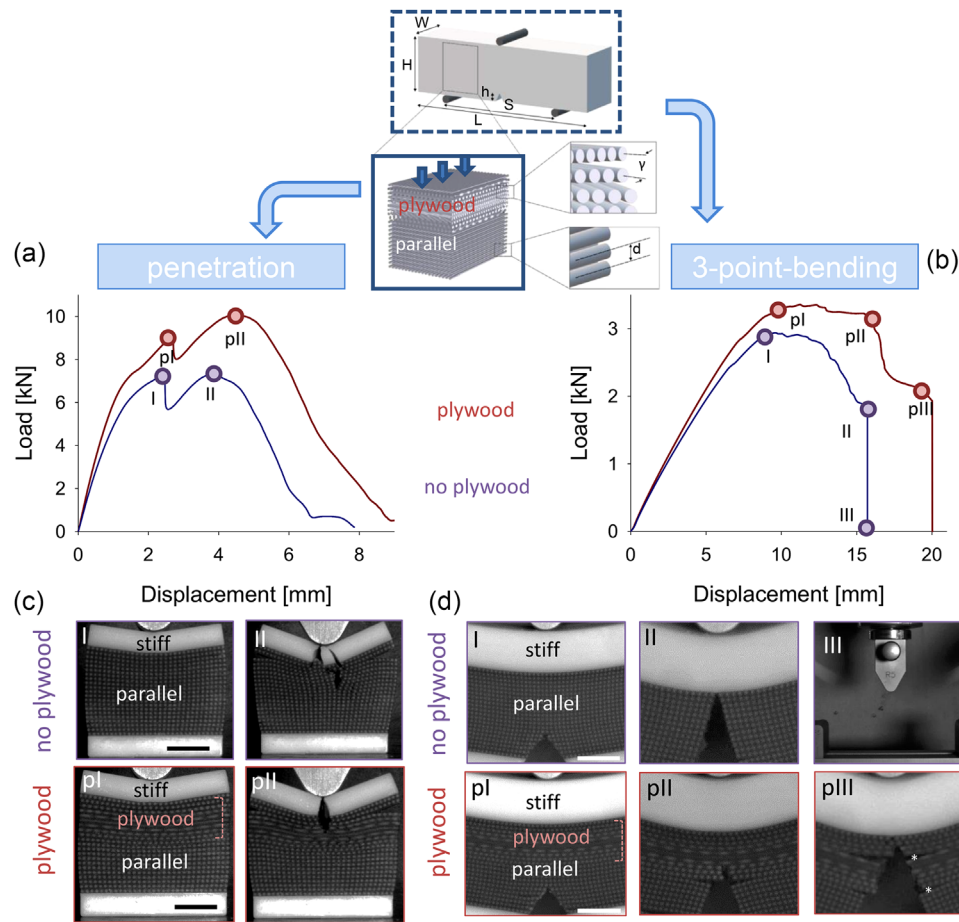 W
H
h
S
L
plywood
parallel
γ
d
(a)
penetration
3-point-bending
(b)
Load [kN]
10
8
6
4
2
0
pI
pII
I
II
0 2 4 6 8
Displacement [mm]
plywood
no plywood
Load [kN]
3
2
1
0
pI
I
pII
pIII
II
III
0 5 10 15 20
Displacement [mm]
(c)
no plywood
I
stiff
parallel
II
plywood
pI
stiff
plywood
parallel
pII
(d)
no plywood
I
stiff
parallel
II
III
plywood
pI
stiff
plywood
parallel
pII
pIII
*
*